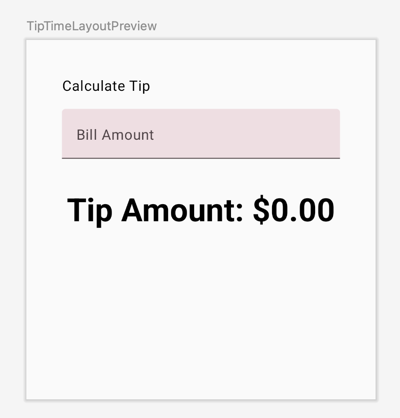 TipTimeLayoutPreview
Calculate Tip
Bill Amount
Tip Amount: $0.00